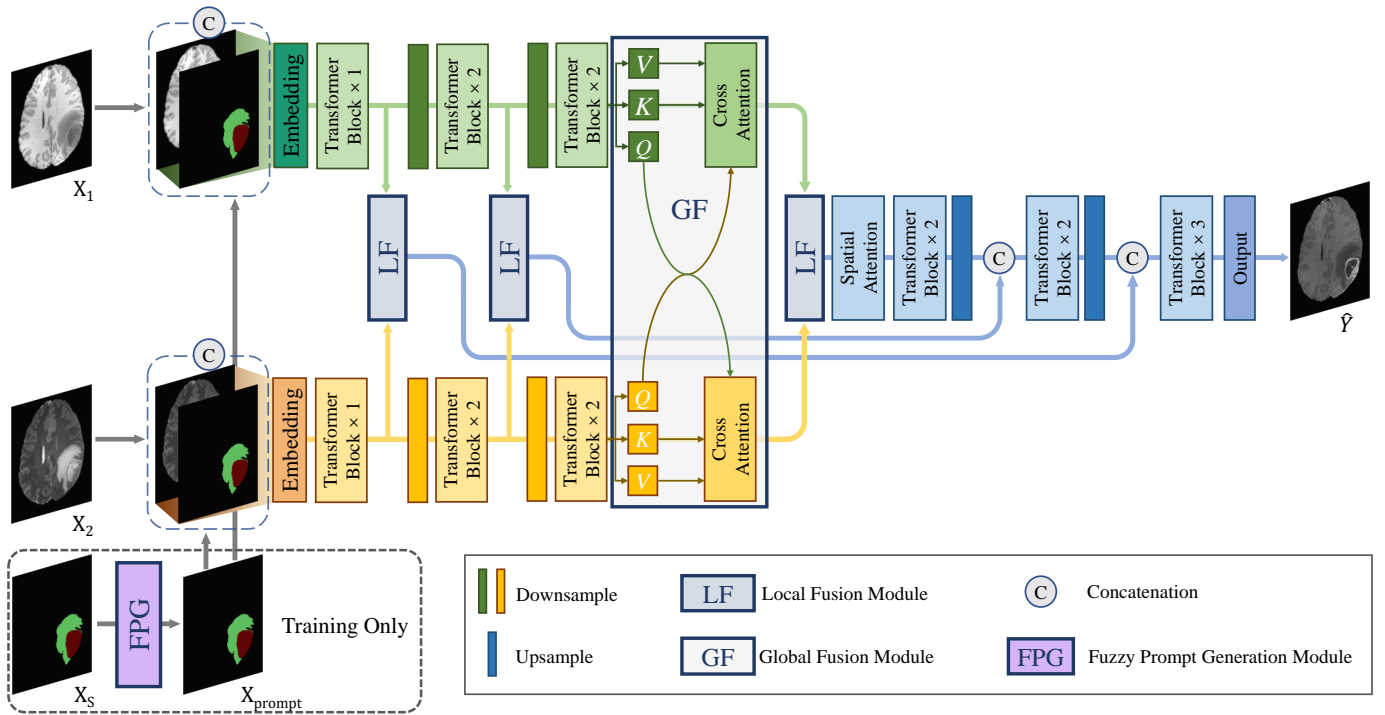 C
X₁
Embedding
Transformer
Block × 1
Transformer
Block × 2
Transformer
Block × 2
V
K
Q
Cross
Attention
GF
LF
LF
LF
Spatial
Attention
Transformer
Block × 2
C
Transformer
Block × 2
C
Transformer
Block × 3
Output
Ŷ
C
X₂
Embedding
Transformer
Block × 1
Transformer
Block × 2
Transformer
Block × 2
Q
K
V
Cross
Attention
FPG
Training Only
X_S
X_prompt
Downsample
LF
Local Fusion Module
C
Concatenation
Upsample
GF
Global Fusion Module
FPG
Fuzzy Prompt Generation Module